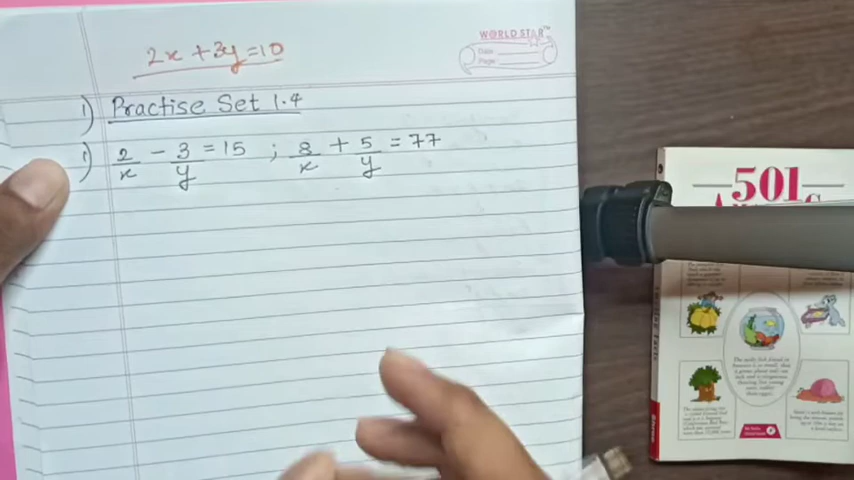 2x + 3y = 10
WORLD STAR™
Date
Page
1) Practise Set 1.4
1) 2/x - 3/y = 15 ; 8/x + 5/y = 77
501